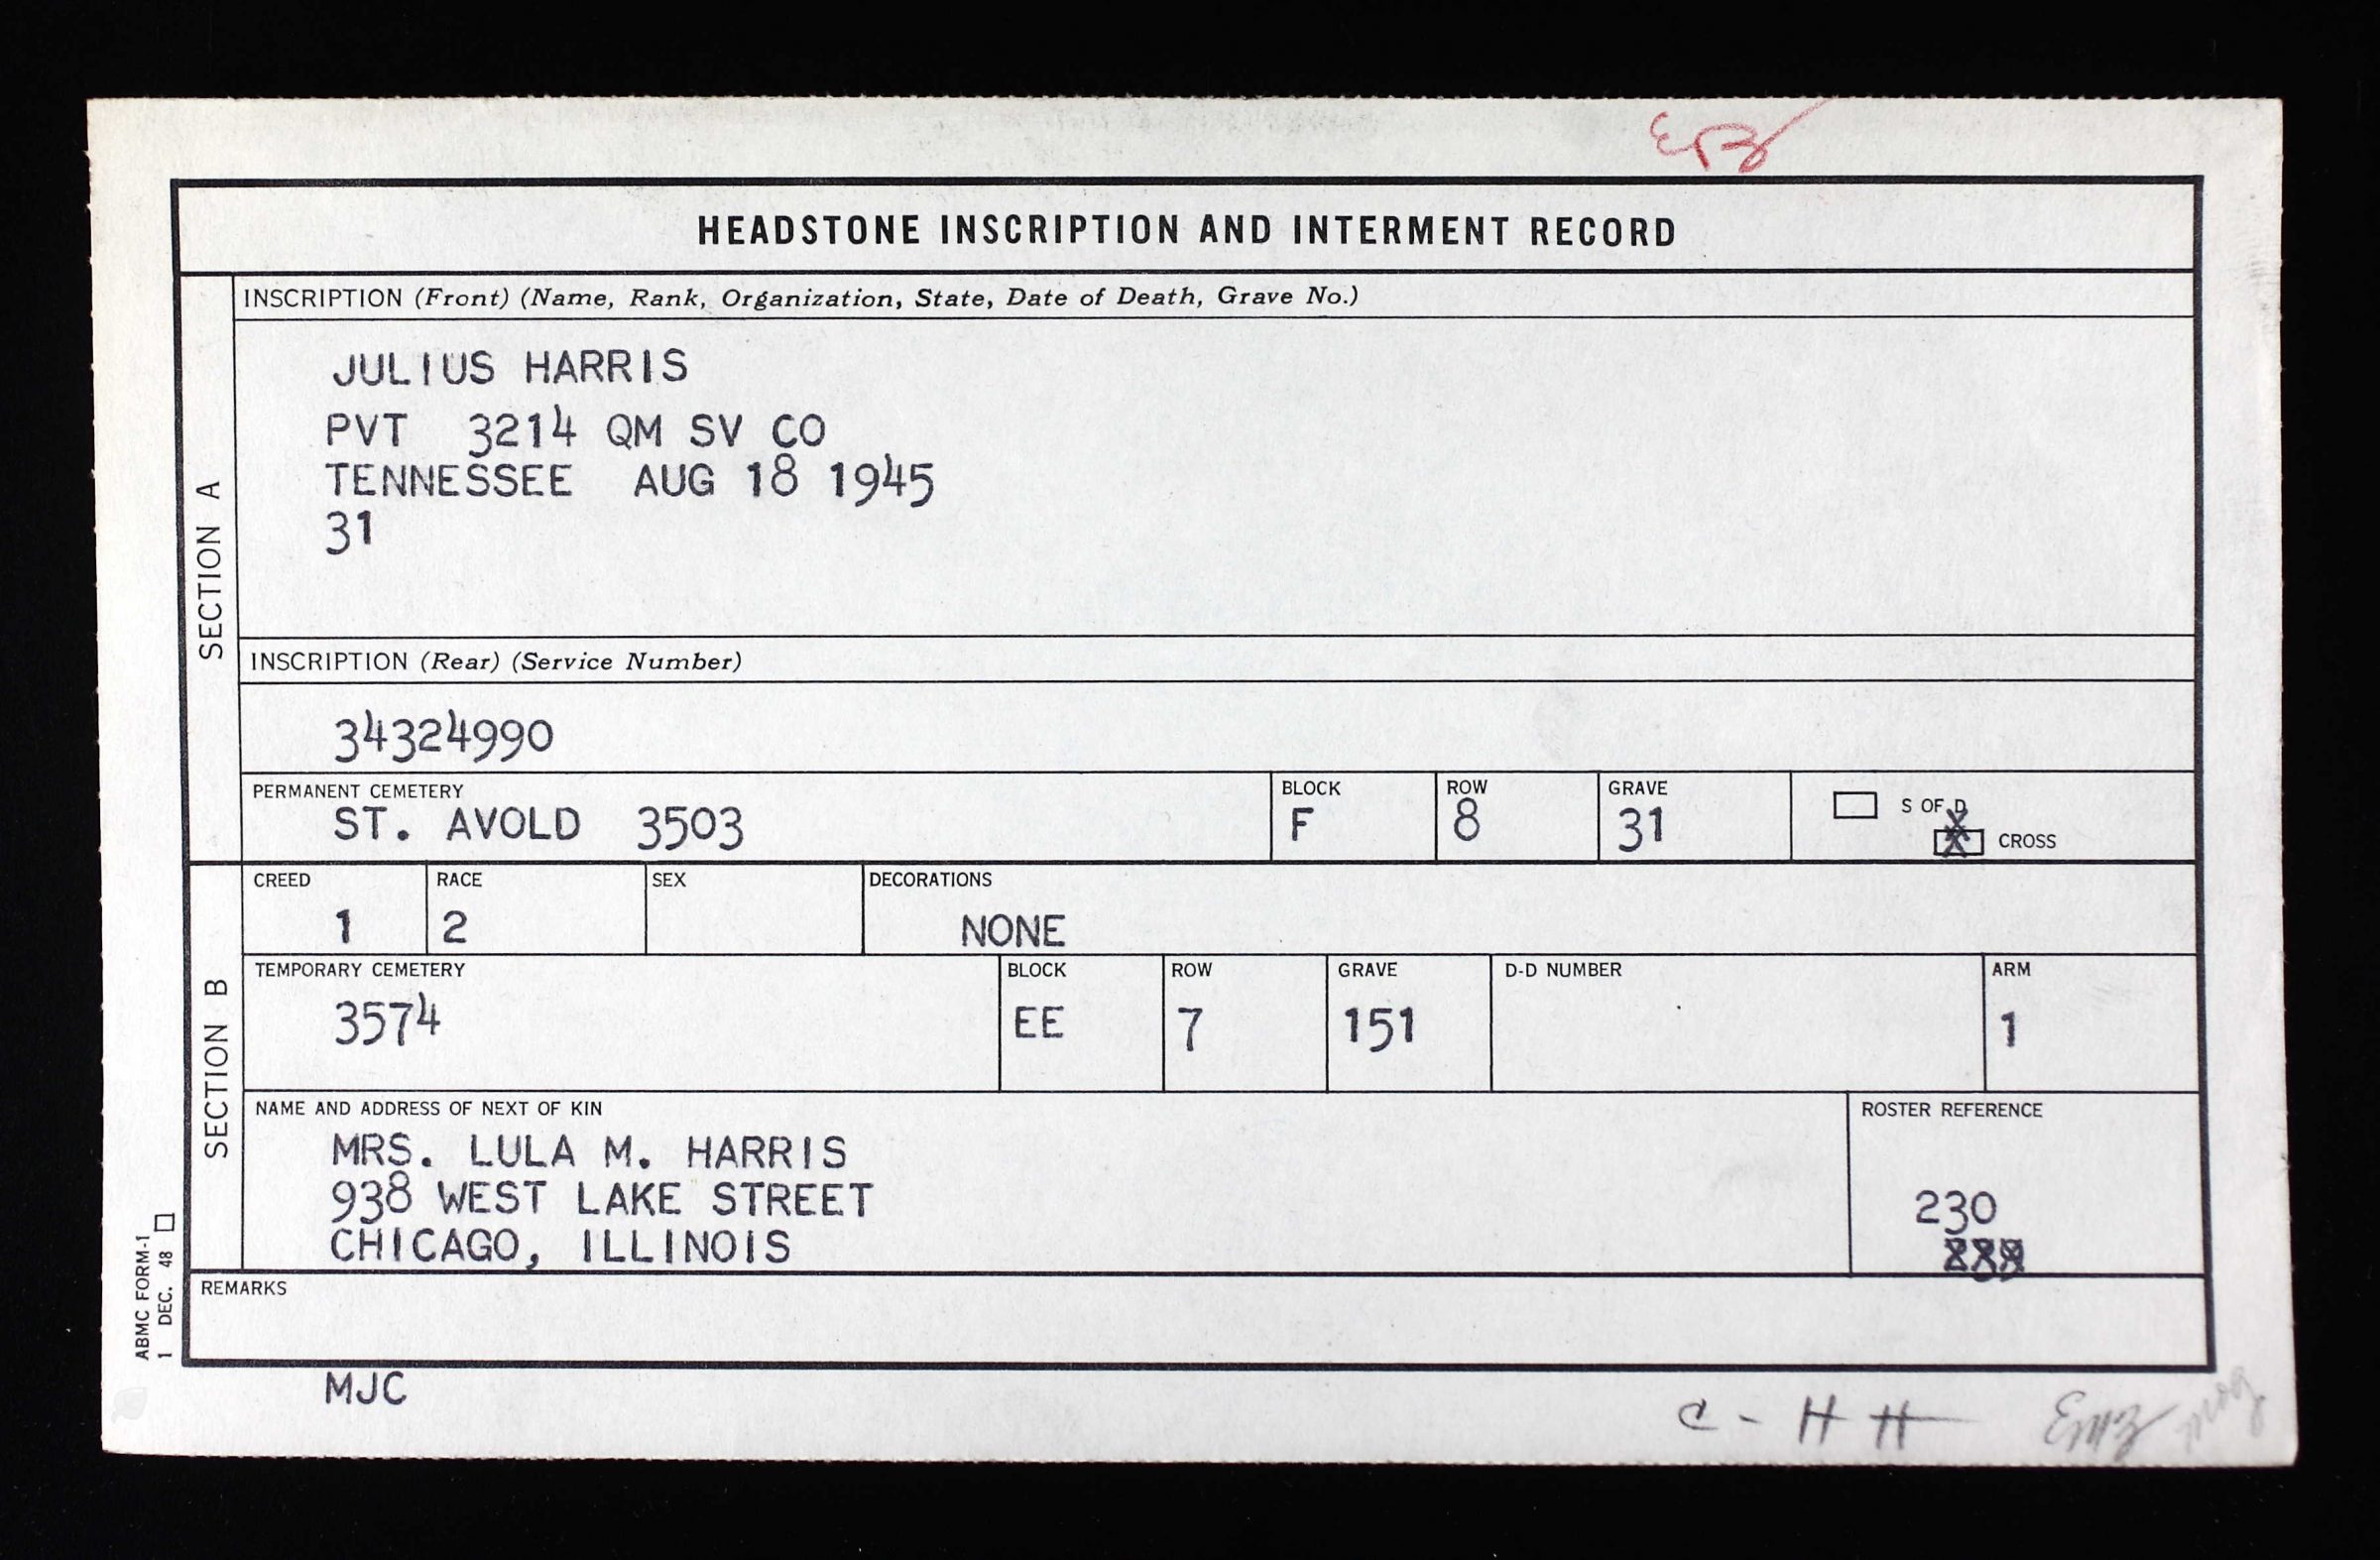 HEADSTONE INSCRIPTION AND INTERMENT RECORD
SECTION A
INSCRIPTION (Front) (Name, Rank, Organization, State, Date of Death, Grave No.)
JULIUS HARRIS
PVT 3214 QM SV CO
TENNESSEE AUG 18 1945
31
INSCRIPTION (Rear) (Service Number)
34324990
PERMANENT CEMETERY
ST. AVOLD 3503
BLOCK
F
ROW
8
GRAVE
31
S OF D
X
X CROSS
SECTION B
CREED
1
RACE
2
SEX
DECORATIONS
NONE
TEMPORARY CEMETERY
3574
BLOCK
EE
ROW
7
GRAVE
151
D-D NUMBER
ARM
1
NAME AND ADDRESS OF NEXT OF KIN
MRS. LULA M. HARRIS
938 WEST LAKE STREET
CHICAGO, ILLINOIS
ROSTER REFERENCE
230
REMARKS
ABMC FORM-1
1 DEC. 48
MJC
C - H H